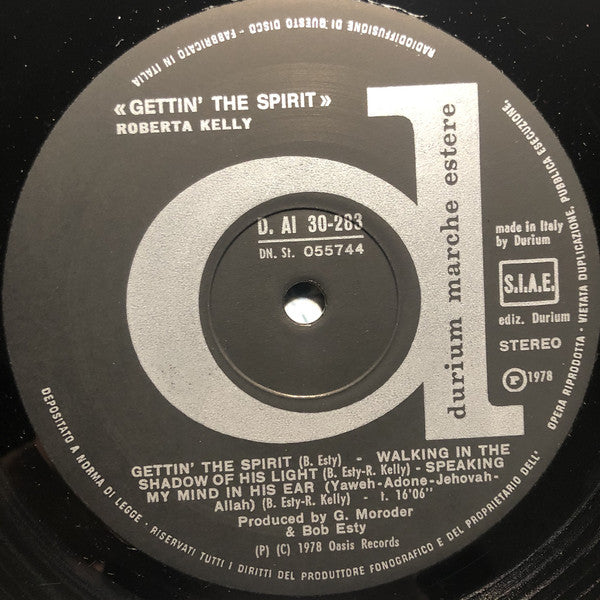 RADIODIFFUSIONE DI QUESTO DISCO - FABBRICATO IN ITALIA
« GETTIN' THE SPIRIT »
ROBERTA KELLY
D. AI 30-283
DN. St. 055744
durium marche estere
made in Italy
by Durium
S.I.A.E.
ediz. Durium
STEREO
Ⓟ 1978
GETTIN' THE SPIRIT (B. Esty) - WALKING IN THE
SHADOW OF HIS LIGHT (B. Esty-R. Kelly) - SPEAKING
MY MIND IN HIS EAR (Yaweh-Adone-Jehovah-
Allah) (B. Esty-R. Kelly) - t. 16'06"
Produced by G. Moroder
& Bob Esty
(P) (C) 1978 Oasis Records
DEPOSITATO A NORMA DI LEGGE - RISERVATI TUTTI I DIRITTI DEL PRODUTTORE FONOGRAFICO E DEL PROPRIETARIO DELL' OPERA RIPRODOTTA - VIETATA DUPLICAZIONE, PUBBLICA ESECUZIONE,